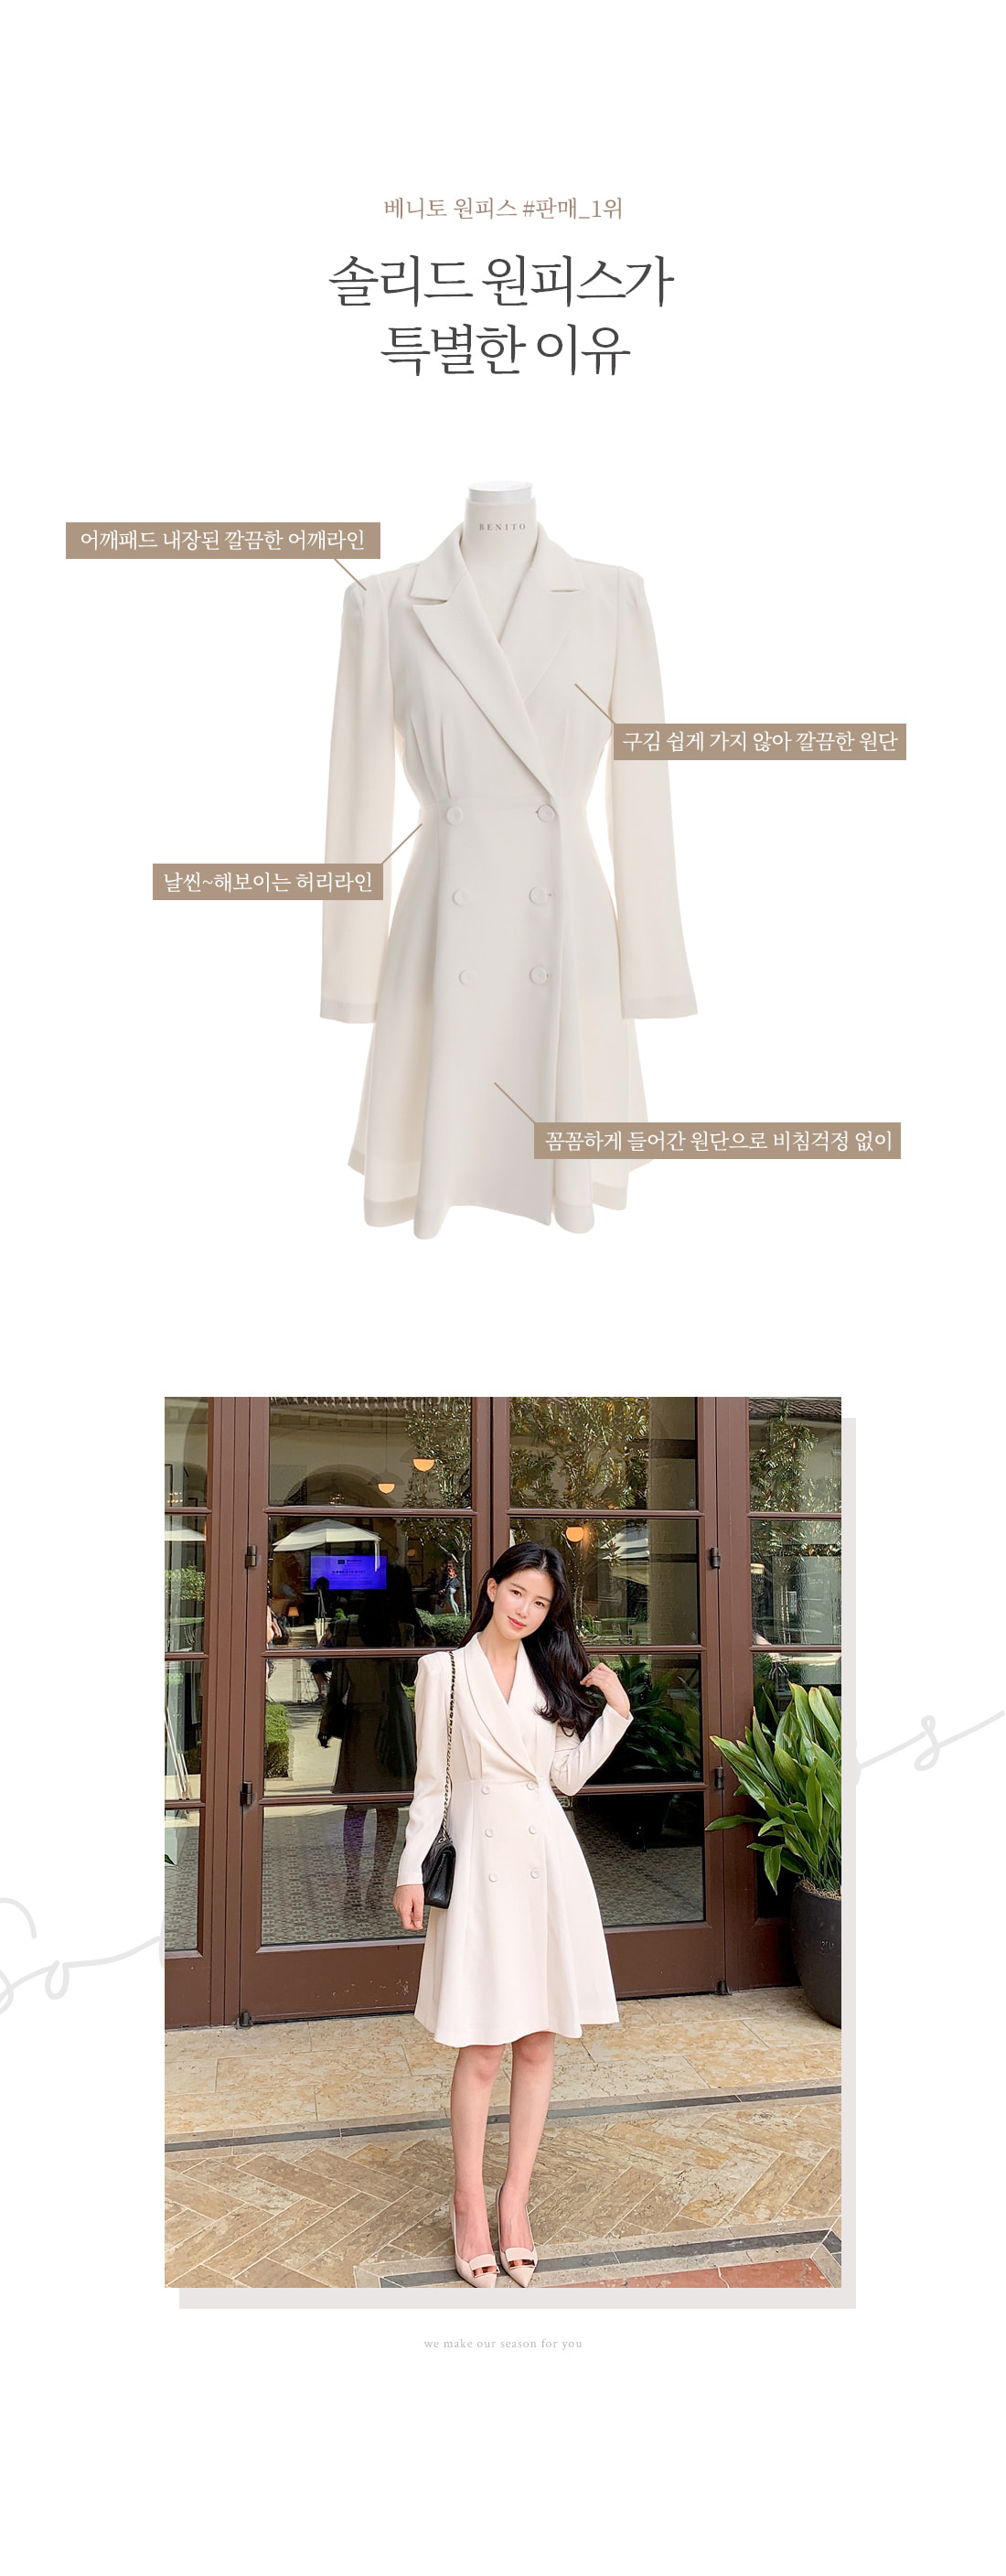 베니토 원피스 #판매_1위
솔리드 원피스가
특별한 이유
BENITO
어깨패드 내장된 깔끔한 어깨라인
구김 쉽게 가지 않아 깔끔한 원단
날씬~해보이는 허리라인
꼼꼼하게 들어간 원단으로 비침걱정 없이
we make our season for you